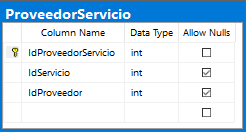 ProveedorServicio
Column Name Data Type Allow Nulls
IdProveedorServicio int
IdServicio int
IdProveedor int